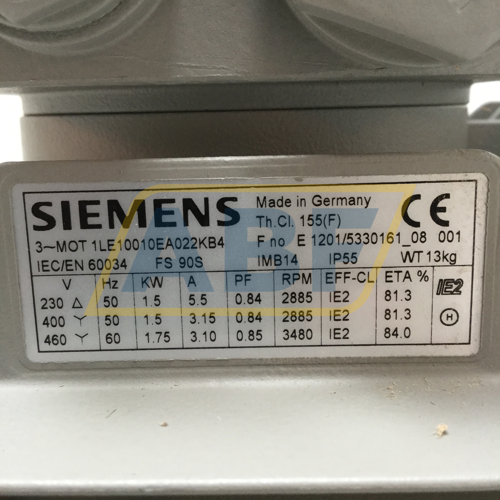 SIEMENS Made in Germany CE
Th.Cl. 155(F)
3~MOT 1LE10010EA022KB4 F no E 1201/5330161_08 001
IEC/EN 60034 FS 90S IMB14 IP55 WT 13kg
V Hz KW A PF RPM EFF-CL ETA % IE2
230 △ 50 1.5 5.5 0.84 2885 IE2 81.3
400 Y 50 1.5 3.15 0.84 2885 IE2 81.3 H
460 Y 60 1.75 3.10 0.85 3480 IE2 84.0
ABF